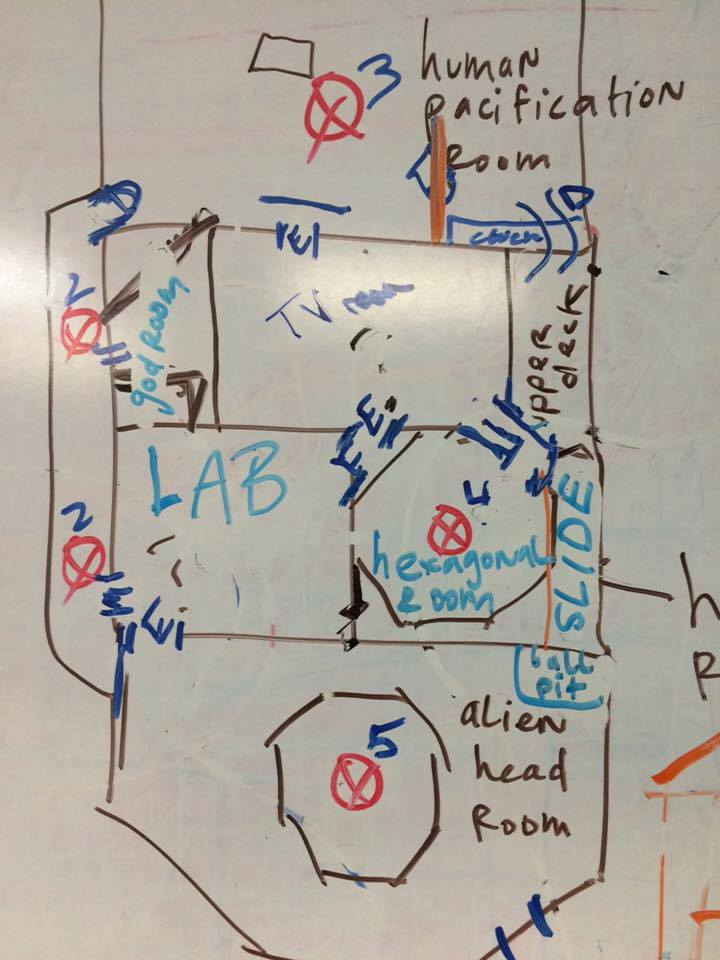 3
human
pacification
Room
2
god Room
TV room
upper
deck
LAB
4
hexagonal
Room
SLIDE
2
ball
pit
5
alien
head
Room
h
R